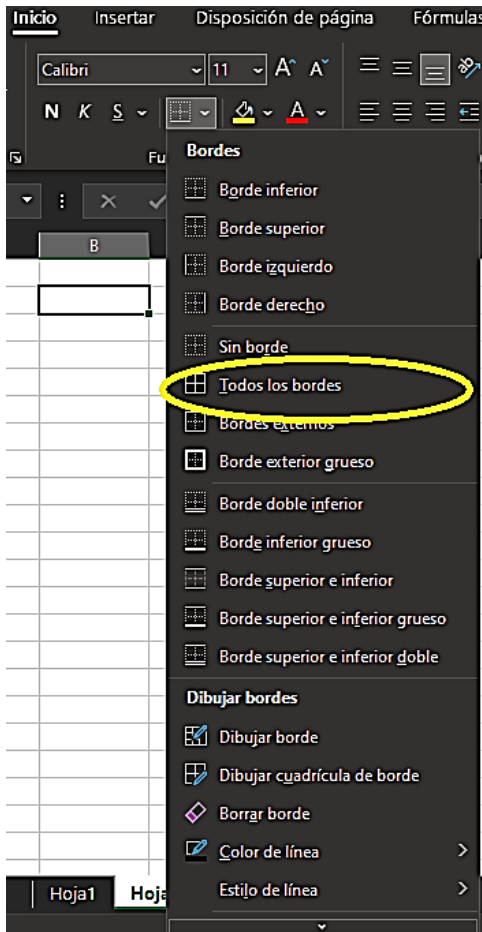 Inicio Insertar Disposición de página Fórmulas
Calibri 11 A A
N K S A
Fu
Bordes
B
Borde inferior
Borde superior
Borde izquierdo
Borde derecho
Sin borde
Todos los bordes
Bordes externos
Borde exterior grueso
Borde doble inferior
Borde inferior grueso
Borde superior e inferior
Borde superior e inferior grueso
Borde superior e inferior doble
Dibujar bordes
Dibujar borde
Dibujar cuadrícula de borde
Borrar borde
Color de línea
Estilo de línea
Hoja1 Hoja